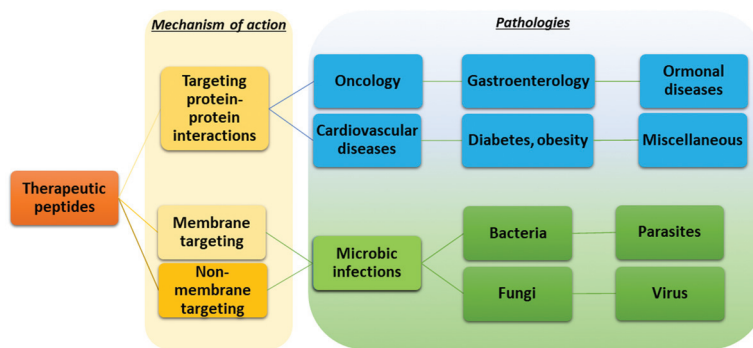 Mechanism of action
Pathologies
Therapeutic
peptides
Targeting
protein-
protein
interactions
Membrane
targeting
Non-
membrane
targeting
Oncology
Gastroenterology
Ormonal
diseases
Cardiovascular
diseases
Diabetes, obesity
Miscellaneous
Microbic
infections
Bacteria
Parasites
Fungi
Virus